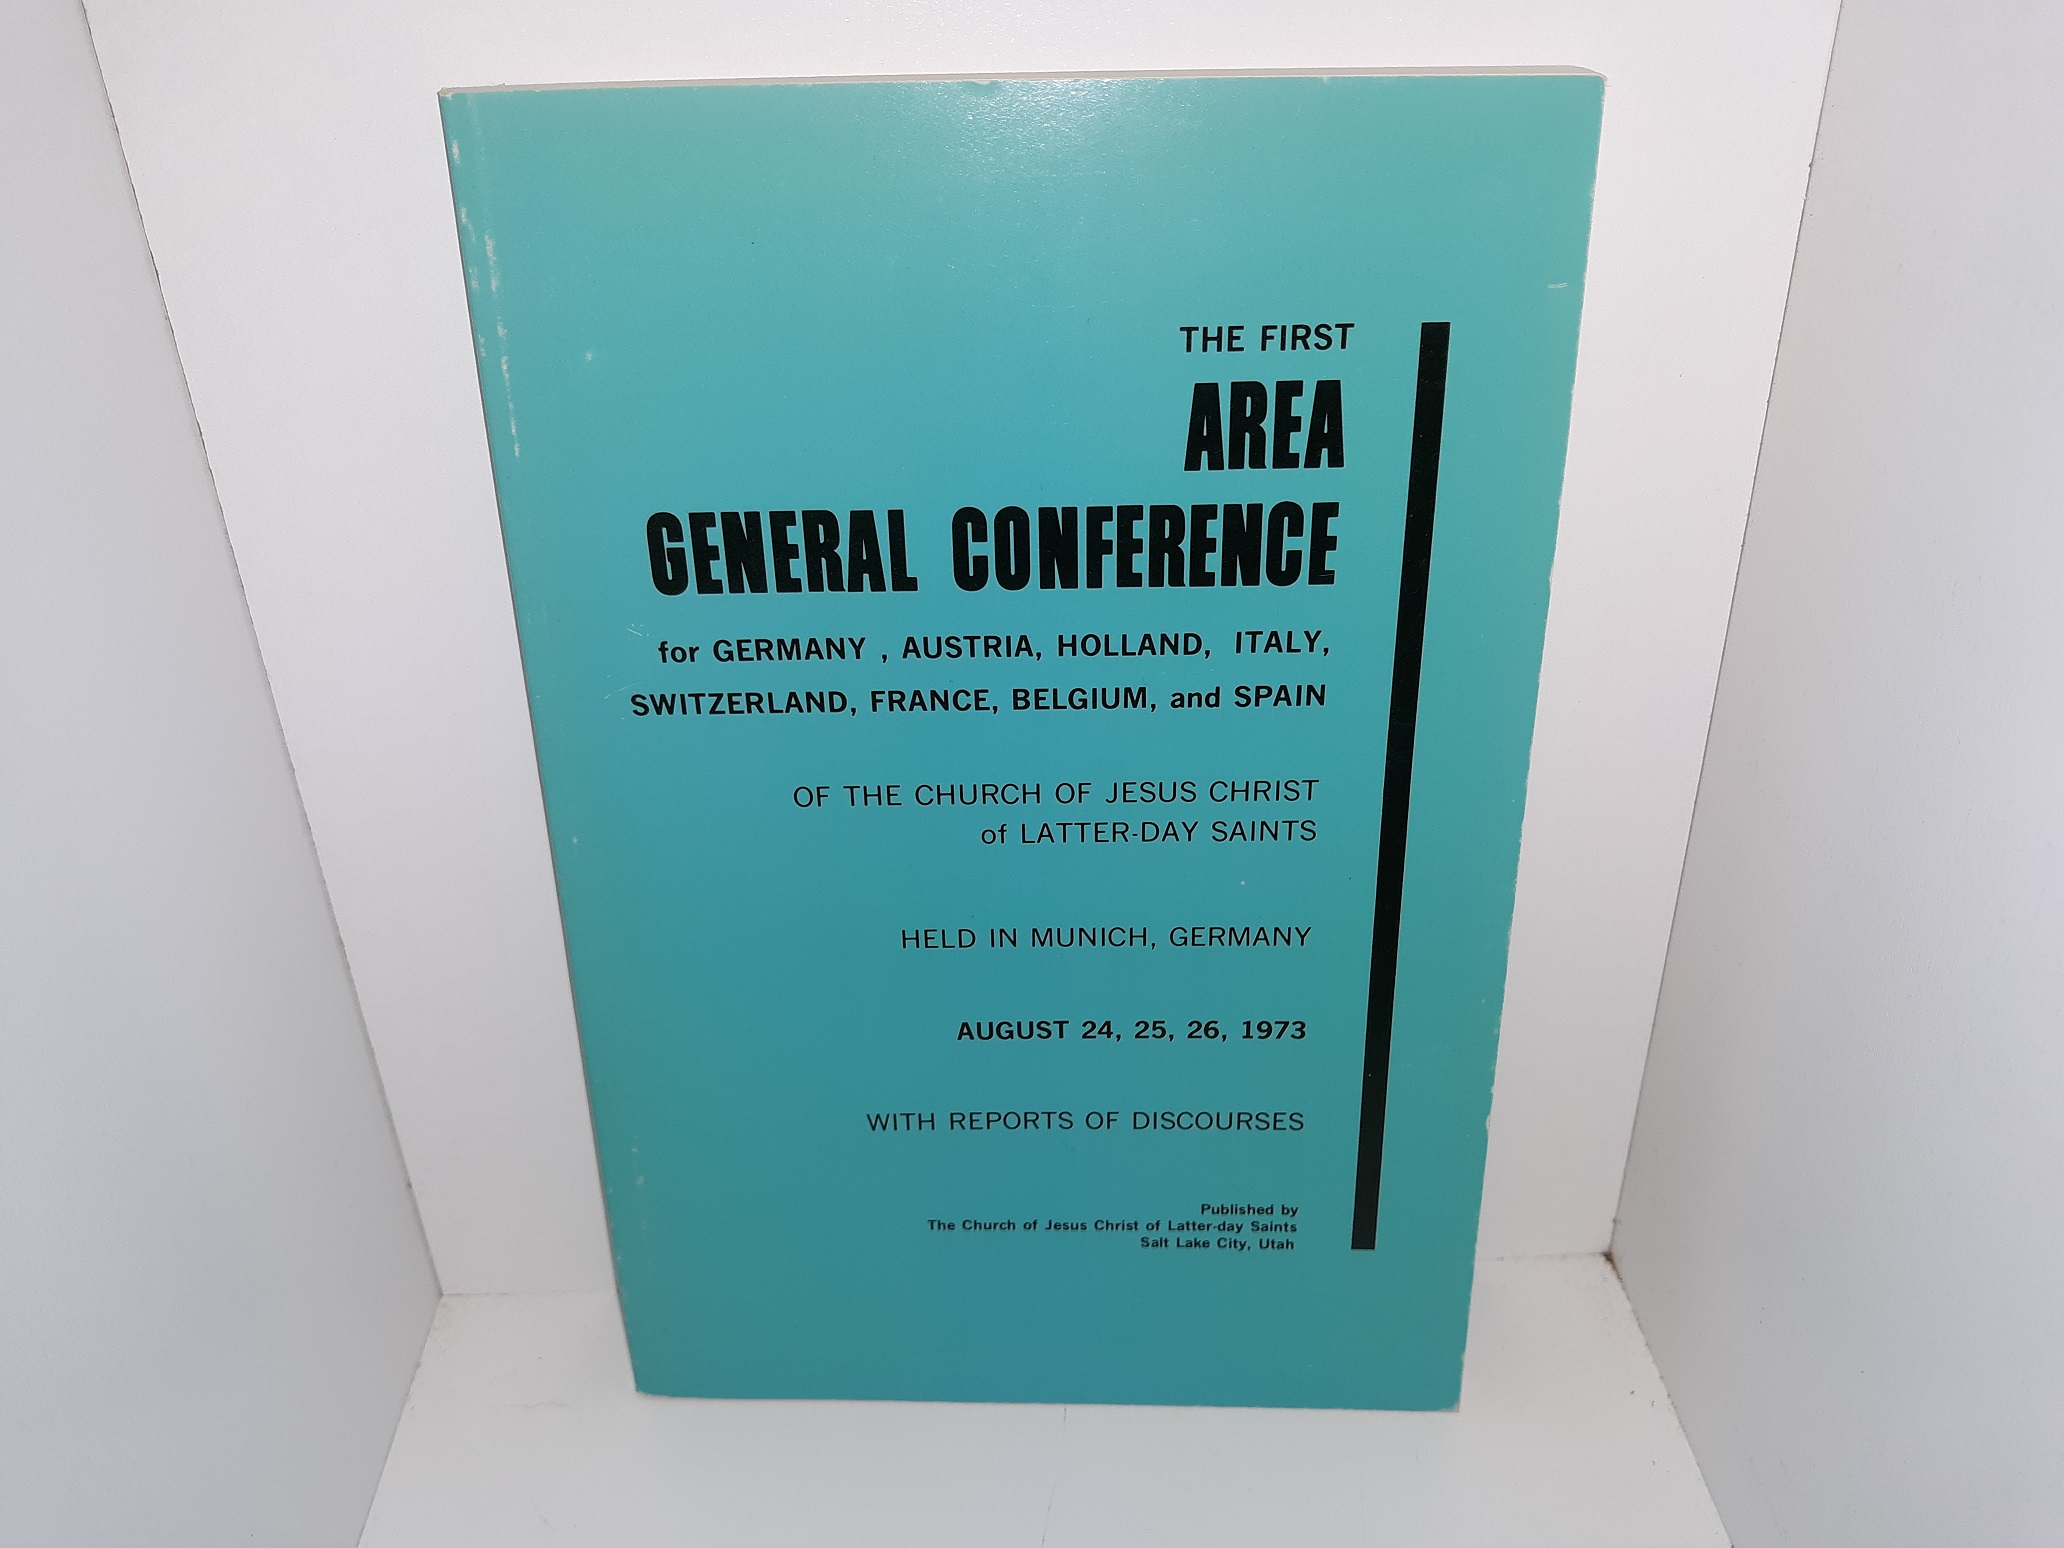 THE FIRST
AREA
GENERAL CONFERENCE
for GERMANY , AUSTRIA, HOLLAND, ITALY,
SWITZERLAND, FRANCE, BELGIUM, and SPAIN
OF THE CHURCH OF JESUS CHRIST
of LATTER-DAY SAINTS
HELD IN MUNICH, GERMANY
AUGUST 24, 25, 26, 1973
WITH REPORTS OF DISCOURSES
Published by
The Church of Jesus Christ of Latter-day Saints
Salt Lake City, Utah